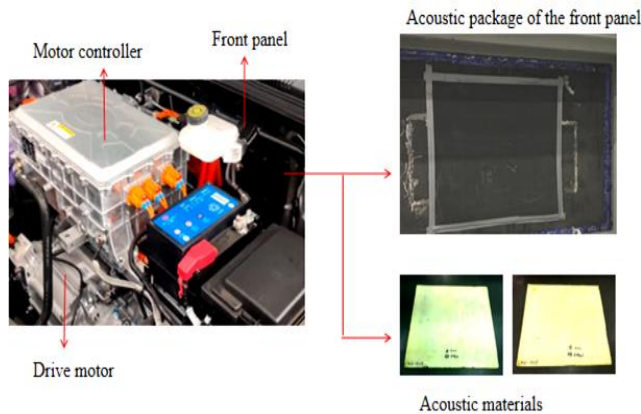 Acoustic package of the front panel
Motor controller
Front panel
Drive motor
Acoustic materials